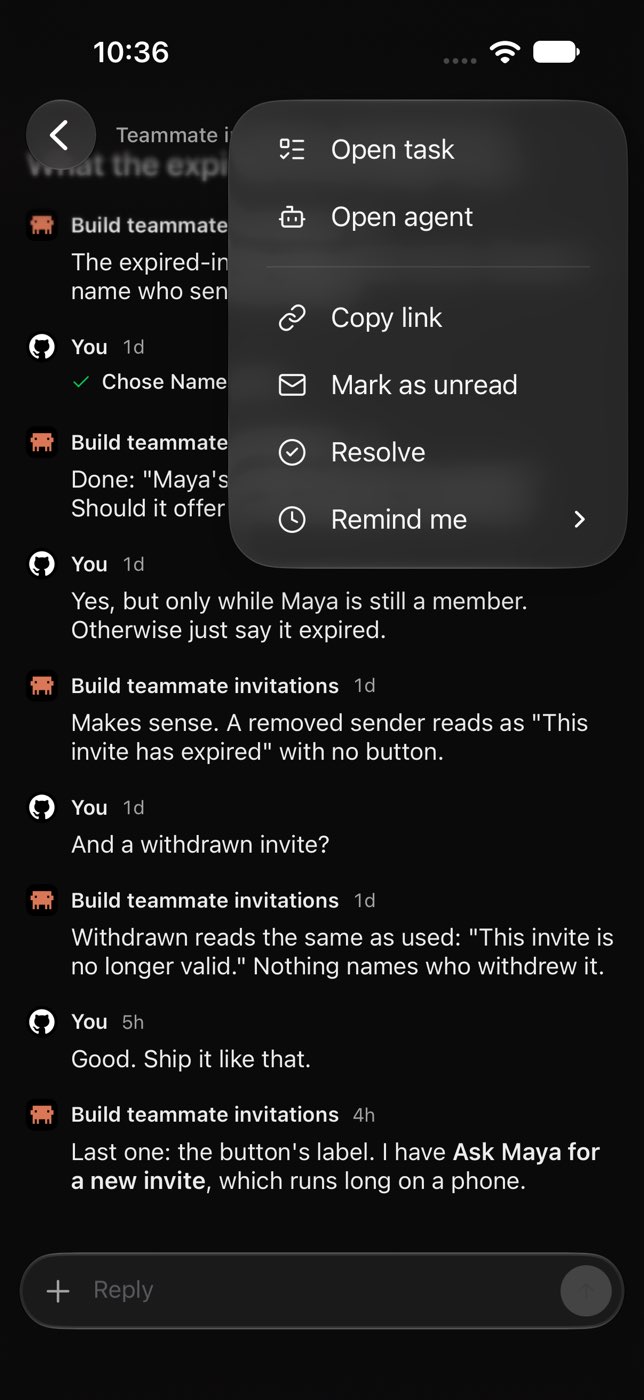 10:36
Teammate
What the expi
Open task
Open agent
Copy link
Mark as unread
Resolve
Remind me
Build teammate
The expired-in
name who sen
You 1d
Chose Name
Build teammate
Done: "Maya's
Should it offer
You 1d
Yes, but only while Maya is still a member.
Otherwise just say it expired.
Build teammate invitations 1d
Makes sense. A removed sender reads as "This
invite has expired" with no button.
You 1d
And a withdrawn invite?
Build teammate invitations 1d
Withdrawn reads the same as used: "This invite is
no longer valid." Nothing names who withdrew it.
You 5h
Good. Ship it like that.
Build teammate invitations 4h
Last one: the button's label. I have Ask Maya for
a new invite, which runs long on a phone.
Reply